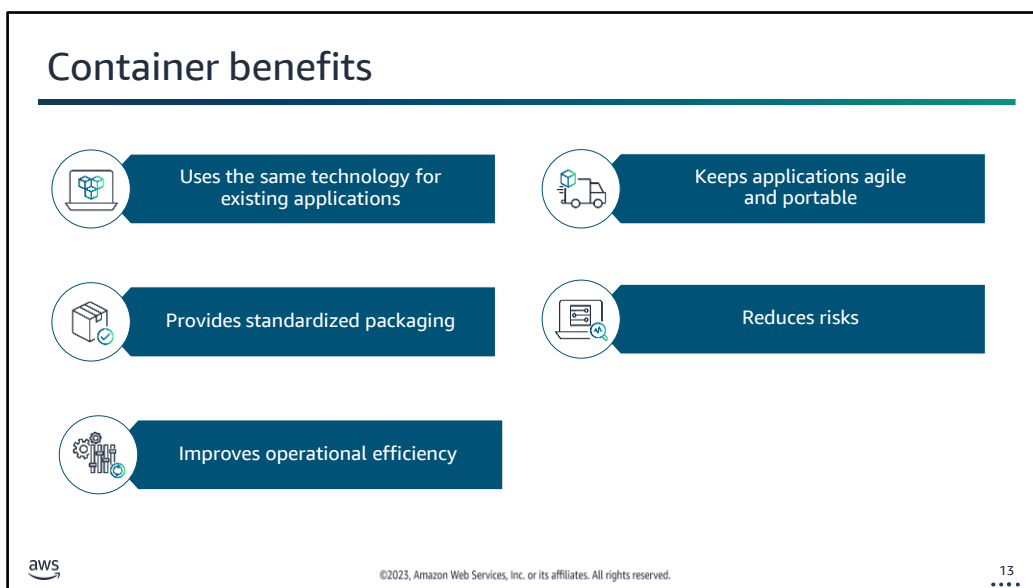 Container benefits
Uses the same technology for
existing applications
Provides standardized packaging
Improves operational efficiency
Keeps applications agile
and portable
Reduces risks
aws
©2023, Amazon Web Services, Inc. or its affiliates. All rights reserved.
13